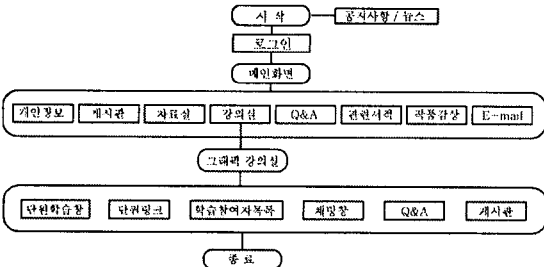 시 작
공지사항 / 뉴스
로그인
메인화면
개인정보 게시판 자료실 강의실 Q&A 관련서적 작품감상 E-mail
그래픽 강의실
단원학습창 단원링크 학습참여자목록 채팅창 Q&A 게시판
종 료